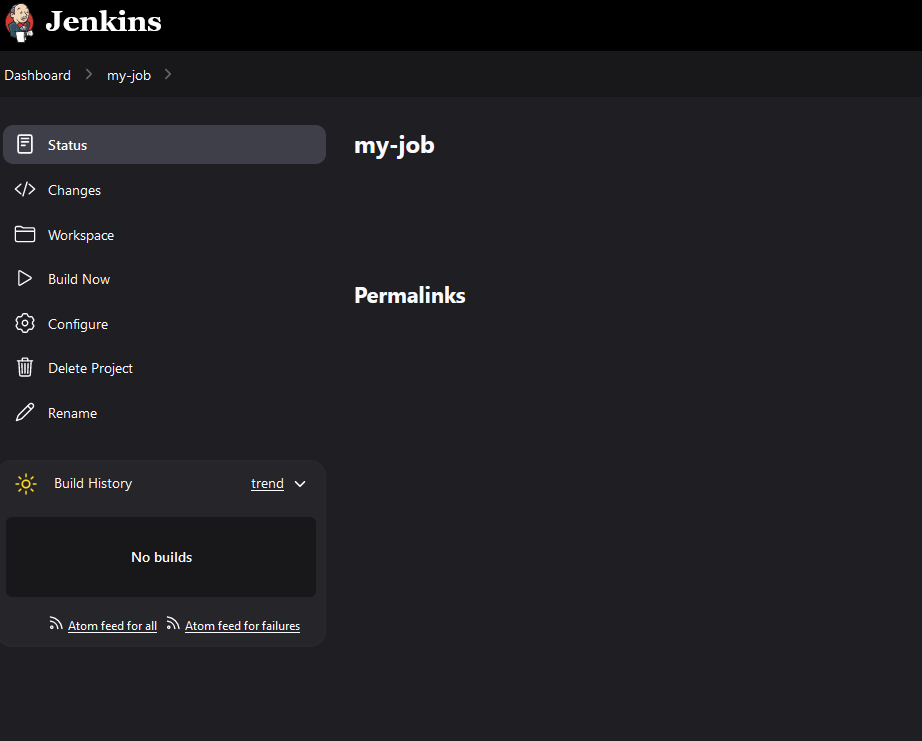 Jenkins
Dashboard
my-job
Status
Changes
Workspace
Build Now
Configure
Delete Project
Rename
Build History trend
No builds
Atom feed for all Atom feed for failures
my-job
Permalinks